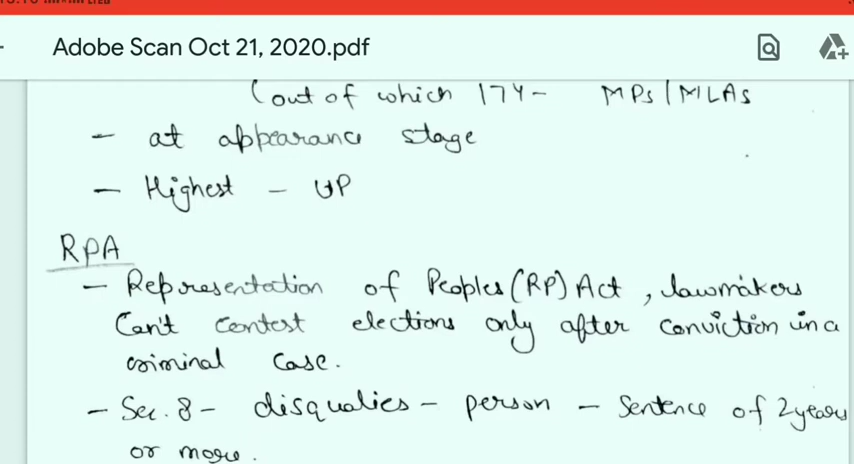 Adobe Scan Oct 21, 2020.pdf
(out of which 174- MPs/MLAs
- at appearance stage
- Highest - UP
RPA
- Representation of Peoples (RP) Act, lawmakers
Can't contest elections only after conviction in a
criminal case.
- Sec. 8 - disqualies - person - Sentence of 2 years
or more.